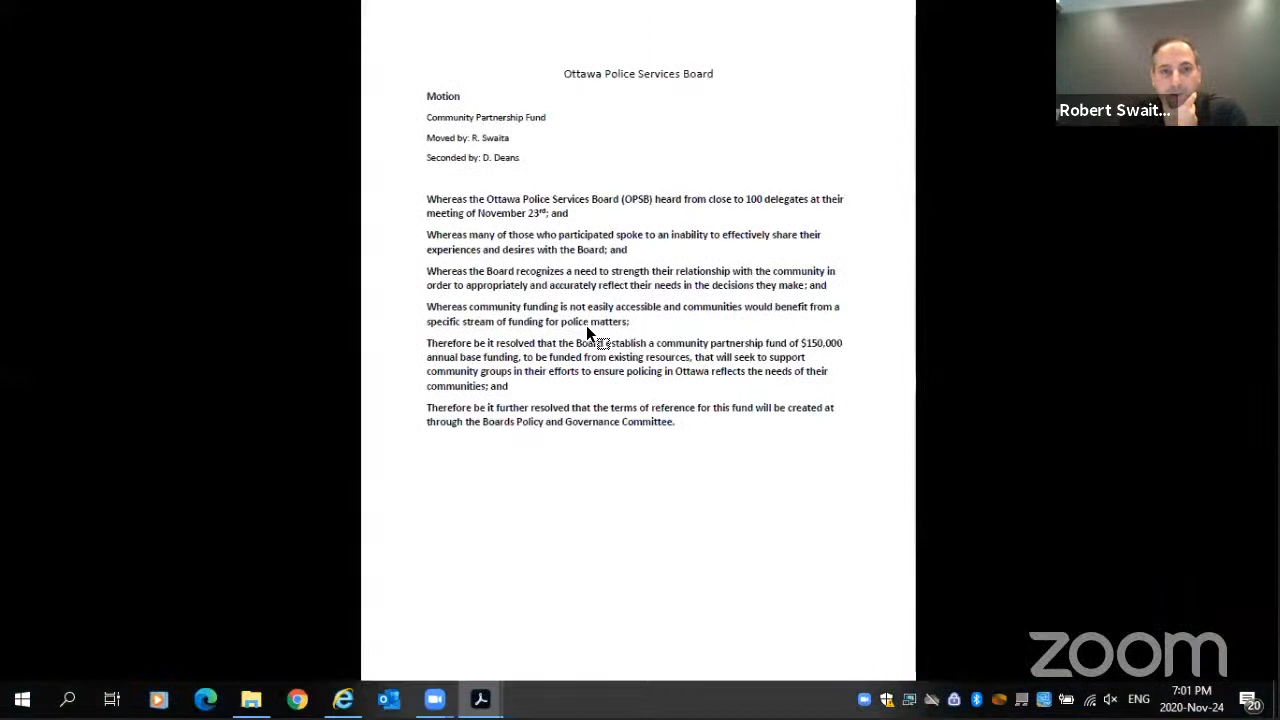 Ottawa Police Services Board
Motion
Community Partnership Fund
Moved by: R. Swaita
Seconded by: D. Deans
Whereas the Ottawa Police Services Board (OPSB) heard from close to 100 delegates at their
meeting of November 23rd; and
Whereas many of those who participated spoke to an inability to effectively share their
experiences and desires with the Board; and
Whereas the Board recognizes a need to strength their relationship with the community in
order to appropriately and accurately reflect their needs in the decisions they make; and
Whereas community funding is not easily accessible and communities would benefit from a
specific stream of funding for police matters;
Therefore be it resolved that the Board establish a community partnership fund of $150,000
annual base funding, to be funded from existing resources, that will seek to support
community groups in their efforts to ensure policing in Ottawa reflects the needs of their
communities; and
Therefore be it further resolved that the terms of reference for this fund will be created at
through the Boards Policy and Governance Committee.
Robert Swait...
zoom
ENG
7:01 PM
2020-Nov-24
20